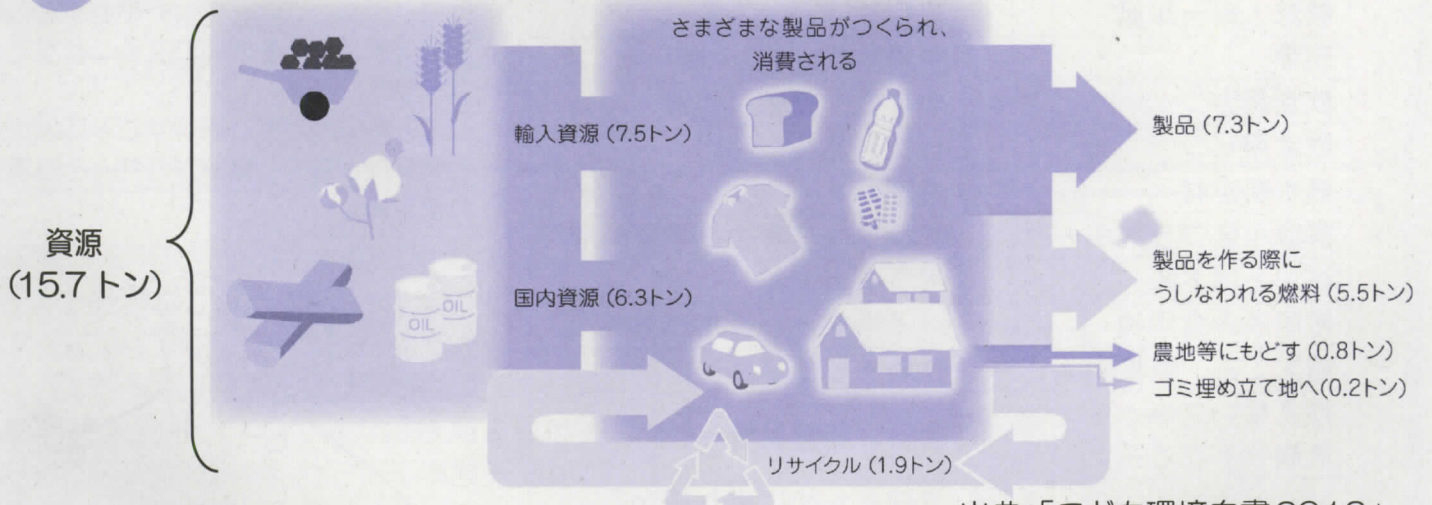 さまざまな製品がつくられ、
消費される
資源
(15.7 トン)
輸入資源 (7.5トン)
国内資源 (6.3トン)
OIL
OIL
製品 (7.3トン)
製品を作る際に
うしなわれる燃料 (5.5トン)
農地等にもどす (0.8トン)
ゴミ埋め立て地へ(0.2トン)
リサイクル (1.9トン)